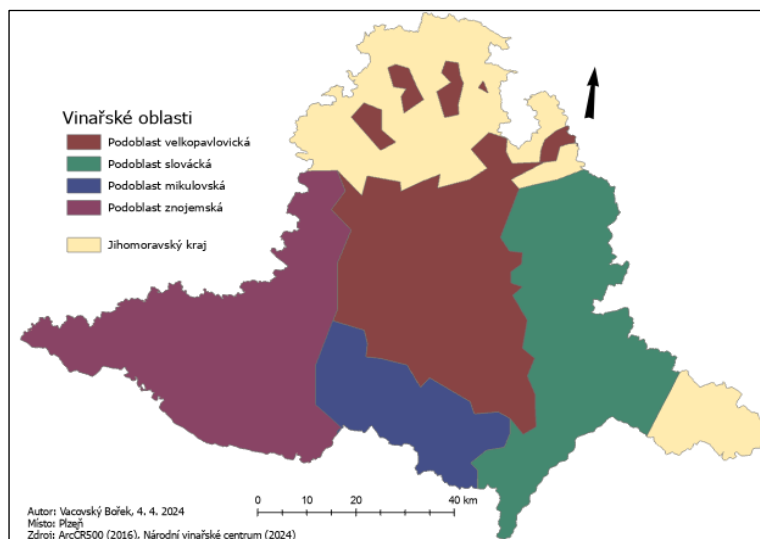 Vinařské oblasti
Podoblast velkopavlovická
Podoblast slovácká
Podoblast mikulovská
Podoblast znojemská
Jihomoravský kraj
0 10 20 40 km
Autor: Vacovský Bořek, 4. 4. 2024
Místo: Plzeň
Zdroj: ArcČR500 (2016), Národní vinařské centrum (2024)